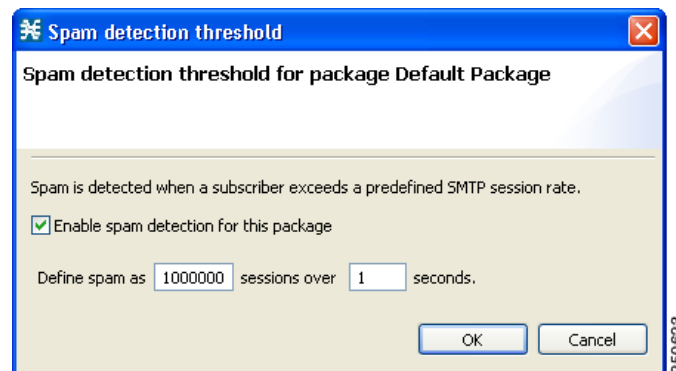 Spam detection threshold
Spam detection threshold for package Default Package
Spam is detected when a subscriber exceeds a predefined SMTP session rate.
Enable spam detection for this package
Define spam as 1000000 sessions over 1 seconds.
OK Cancel